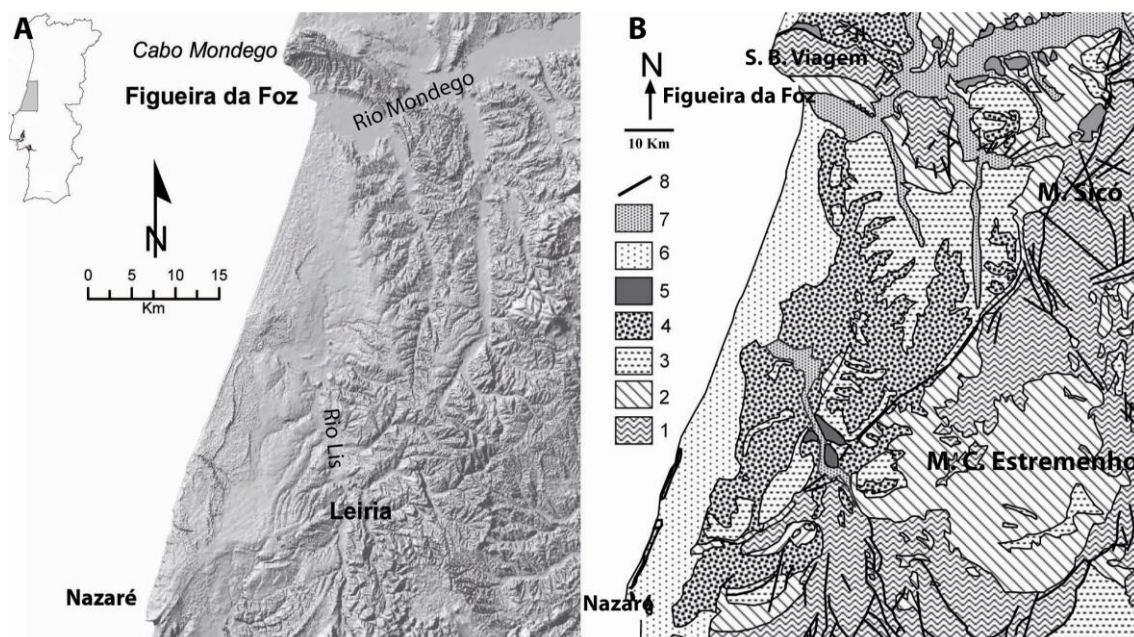 A
Cabo Mondego
Figueira da Foz
Rio Mondego
N
0 5 10 15
Km
Rio Lis
Leiria
Nazaré
B
S. B. Viagem
N
Figueira da Foz
10 Km
8
7
6
5
4
3
2
1
M. Sicó
M. C. Estremenho
Nazaré